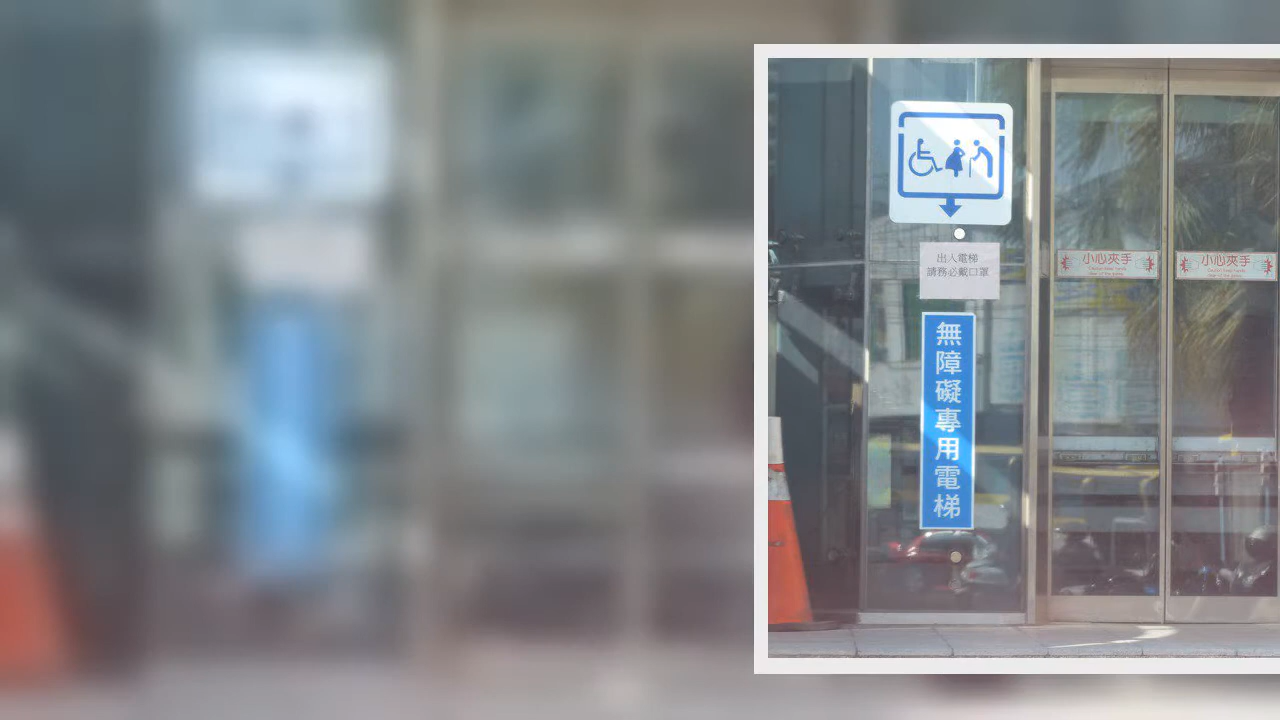 出入電梯
請務必戴口罩
無障礙專用電梯
小心夾手
小心夾手